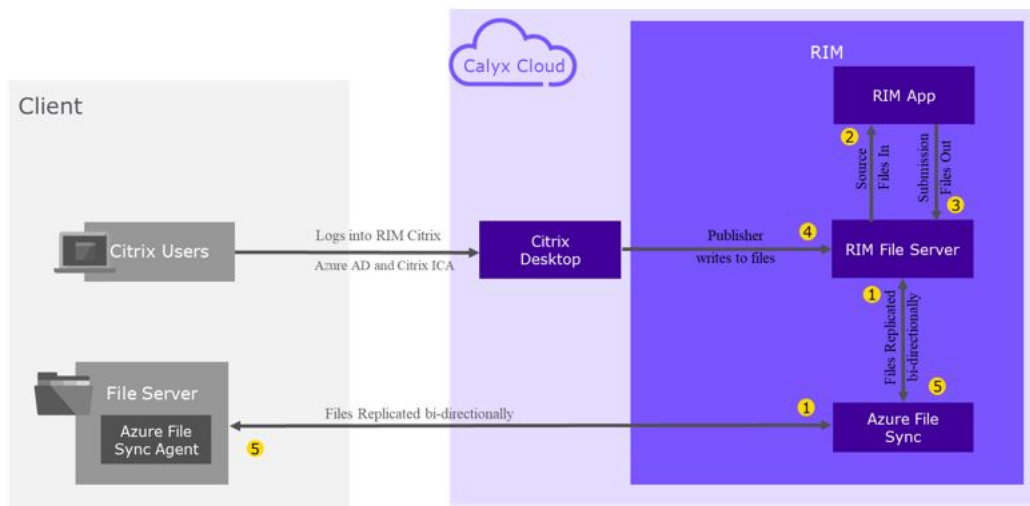 Client
Calyx Cloud
RIM
RIM App
2
Source
Files In
Submission
Files Out
3
Citrix Users
Logs into RIM Citrix
Azure AD and Citrix ICA
Citrix
Desktop
Publisher
writes to files
4
RIM File Server
1
Files Replicated
bi-directionally
5
File Server
Azure File
Sync Agent
5
Files Replicated bi-directionally
1
Azure File
Sync